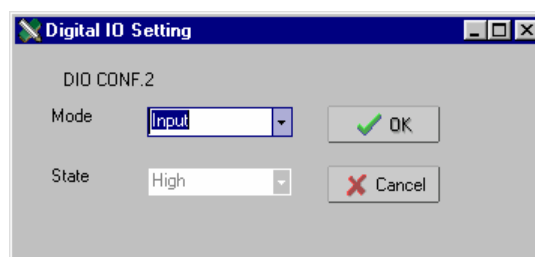 Digital IO Setting
DIO CONF.2
Mode Input OK
State High Cancel